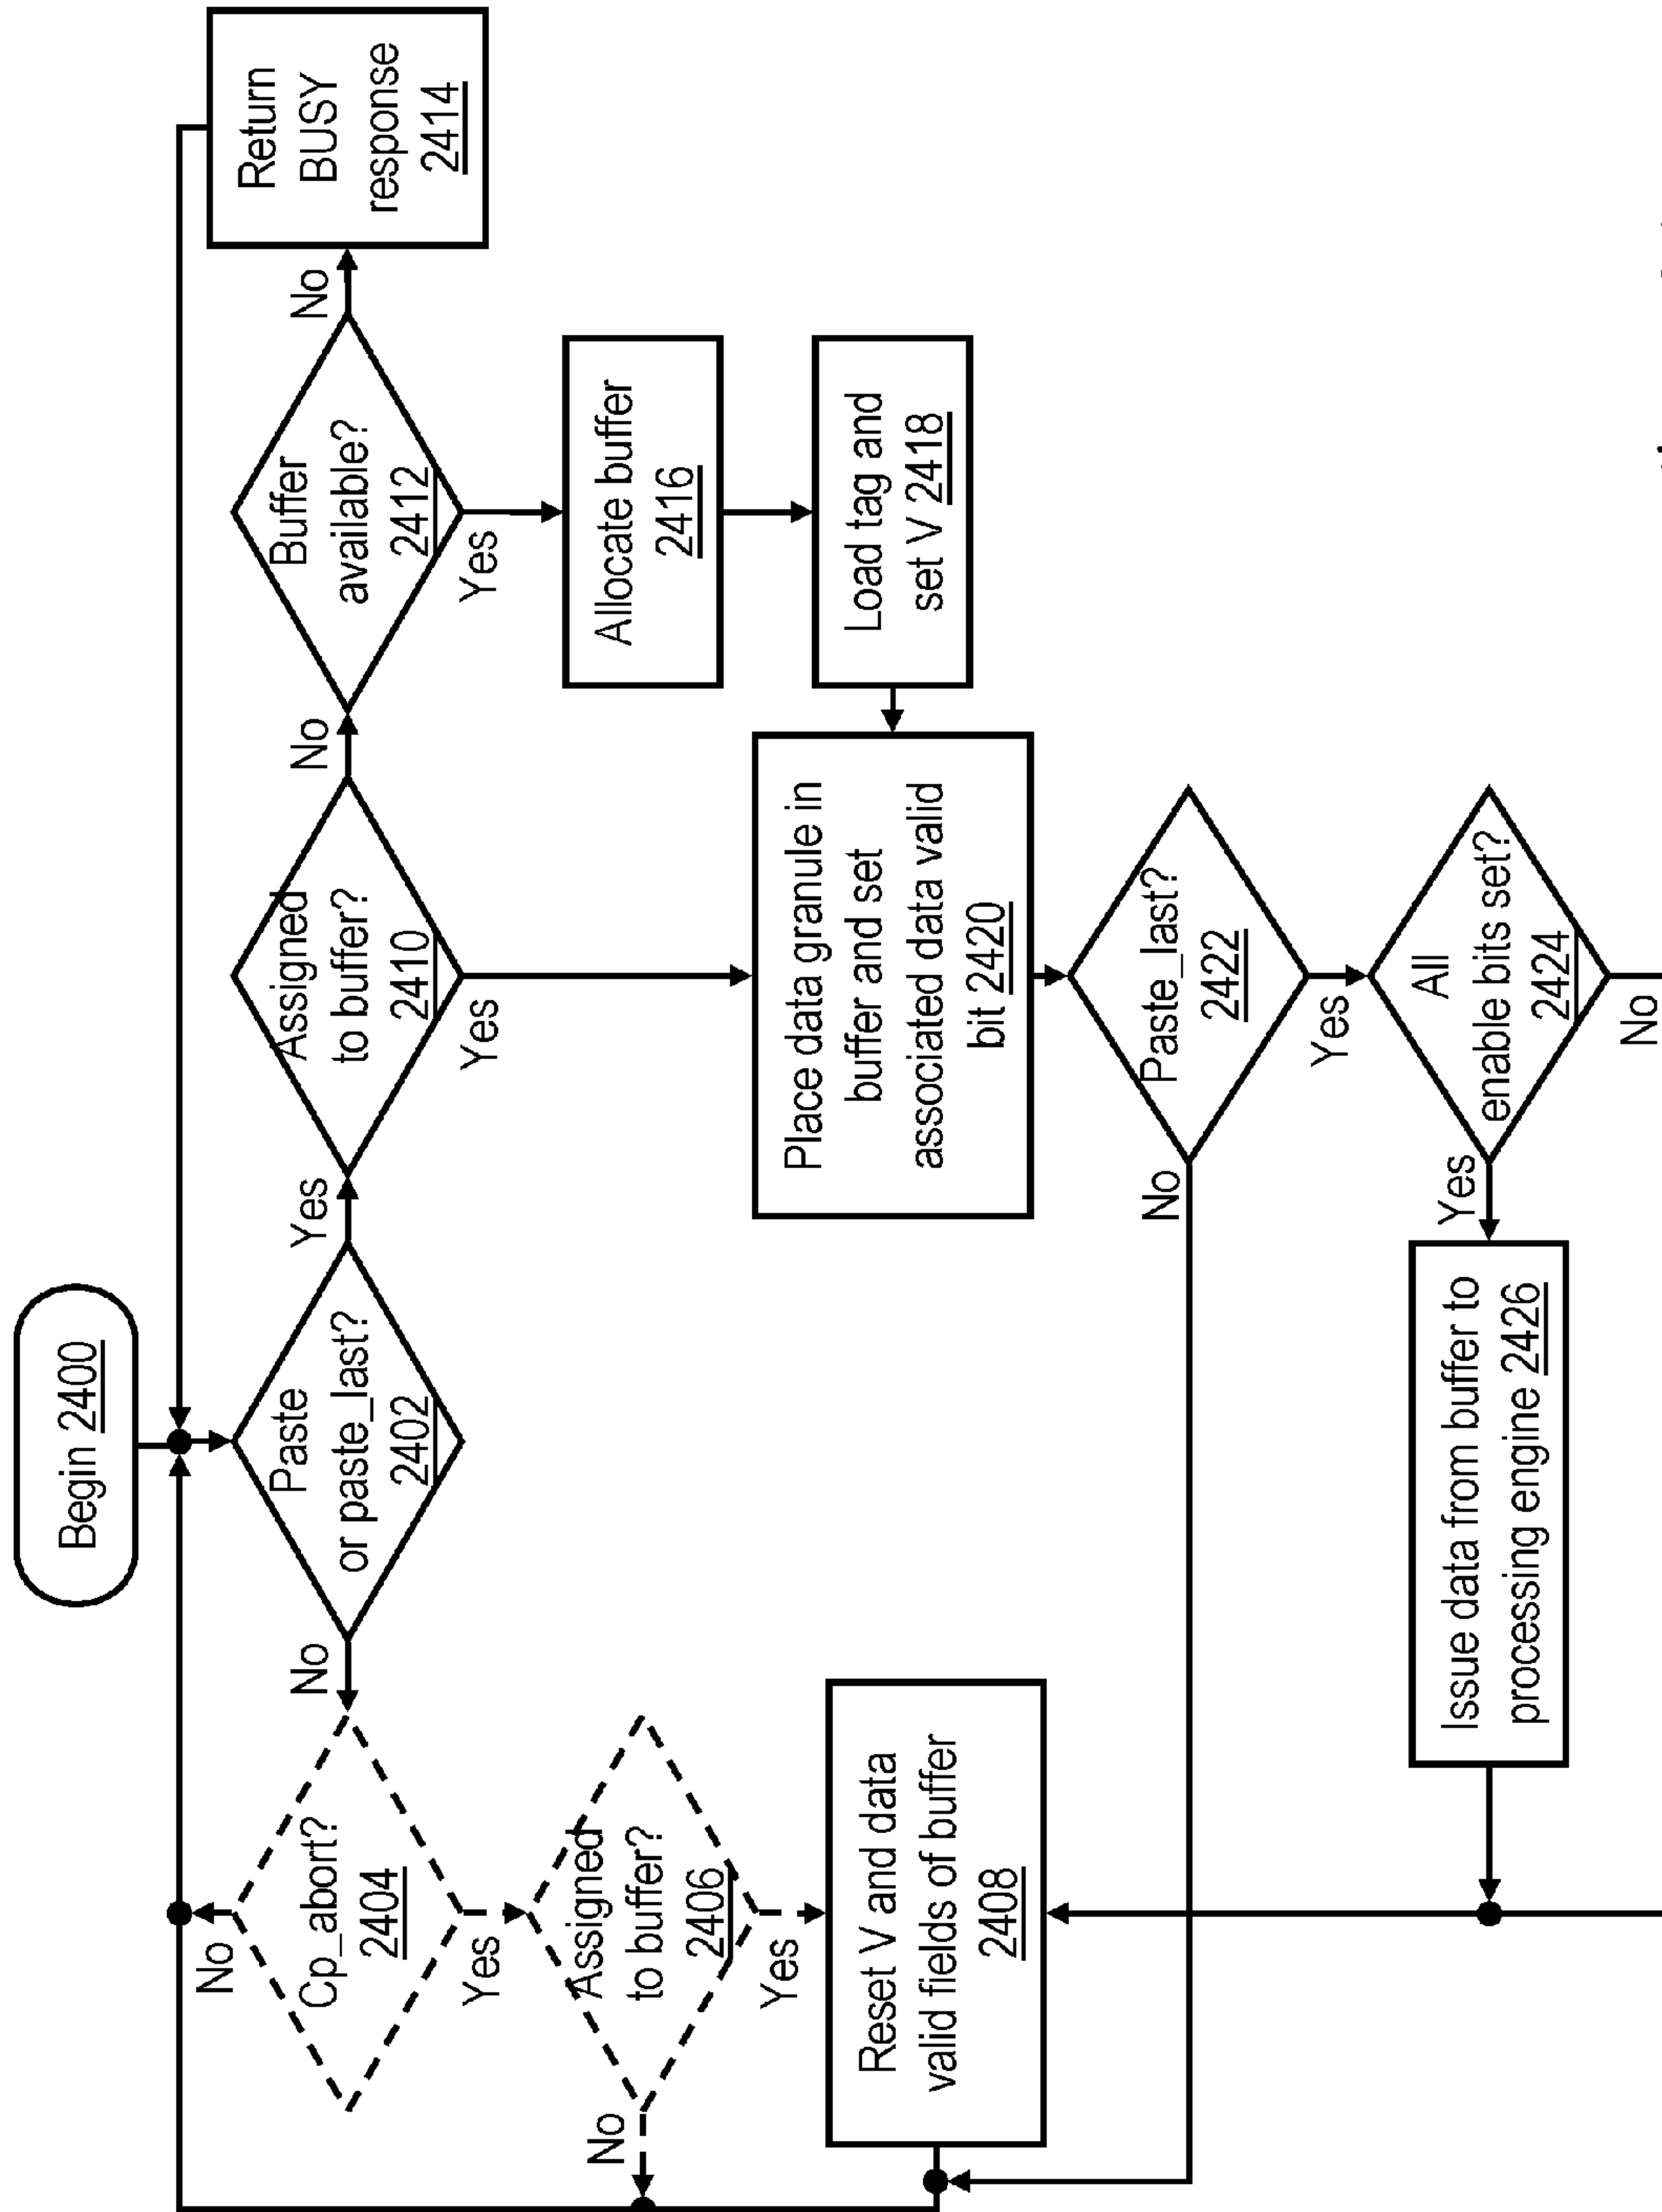 Begin 2400
Paste
or paste_last?
2402
No
Yes
Cp_abort?
2404
No
Yes
Assigned
to buffer?
2406
No
Yes
Reset V and data
valid fields of buffer
2408
Assigned
to buffer?
2410
No
Yes
Buffer
available?
2412
No
Yes
Return
BUSY
response
2414
Allocate buffer
2416
Load tag and
set V 2418
Place data granule in
buffer and set
associated data valid
bit 2420
Paste_last?
2422
No
Yes
All
enable bits set?
2424
Yes
No
Issue data from buffer to
processing engine 2426